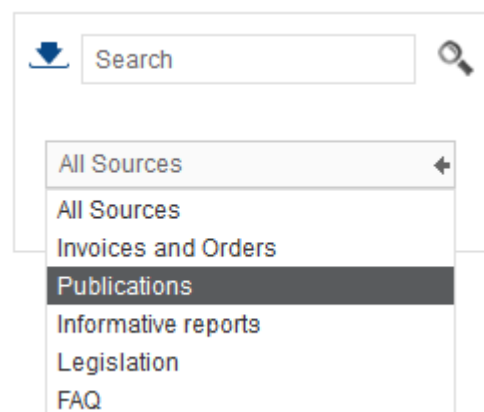 Search
All Sources
All Sources
Invoices and Orders
Publications
Informative reports
Legislation
FAQ